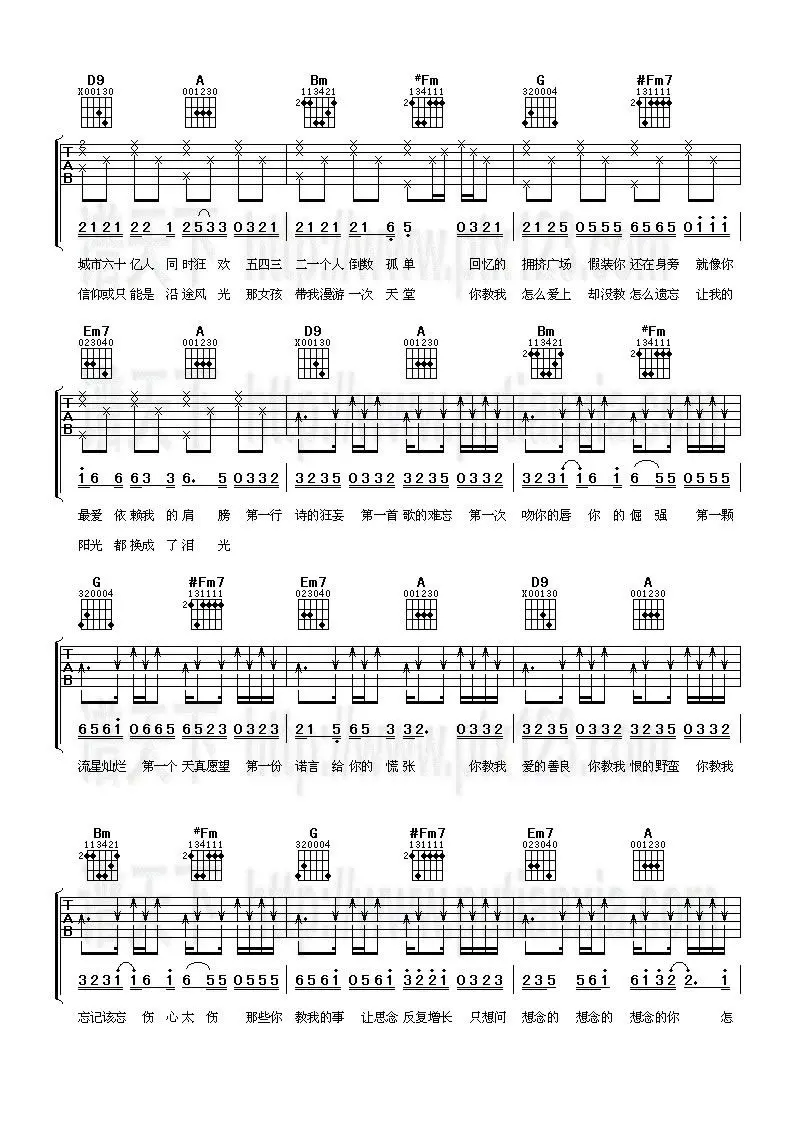 D9 A Bm #Fm G #Fm7
X00130 001230 113421 134111 320004 131111
2 2 2
T
A
B
2121 22 1 2533 0321 2121 21 6 5 0321 2125 0555 6565 0111
城市六十 亿人 同 时狂 欢 五四三 二一个人 倒数 孤 单 回忆的 拥挤广场 假装你 还在身旁 就像你
信仰或只 能是 沿 途风 光 那女孩 带我漫游 一次 天 堂 你教我 怎么爱上 却没教 怎么遗忘 让我的
Em7 A D9 A Bm #Fm
023040 001230 X00130 001230 113421 134111
2 2
T
A
B
16 6 63 3 6. 5 0332 3235 0332 3235 0332 3231 16 1 6 55 0555
最爱 依 赖我 的 肩 膀 第一行 诗的狂妄 第一首 歌的难忘 第一次 吻你的唇 你 的 倔 强 第一颗
阳光 都 换成 了 泪 光
G #Fm7 Em7 A D9 A
320004 131111 023040 001230 X00130 001230
2
T
A
B
6561 0665 6523 0323 21 5 65 3 32. 0332 3235 0332 3235 0332
流星灿烂 第一个 天真愿望 第一份 诺言 给 你的 慌 张 你教我 爱的善良 你教我 恨的野蛮 你教我
Bm #Fm G #Fm7 Em7 A
113421 134111 320004 131111 023040 001230
2 2 2
T
A
B
3231 16 1 6 55 0555 6561 0561 3221 0323 235 561 6132 2. 1
忘记该忘 伤 心 太 伤 那些你 教我的事 让思念 反复增长 只想问 想念的 想念的 想念的你 怎